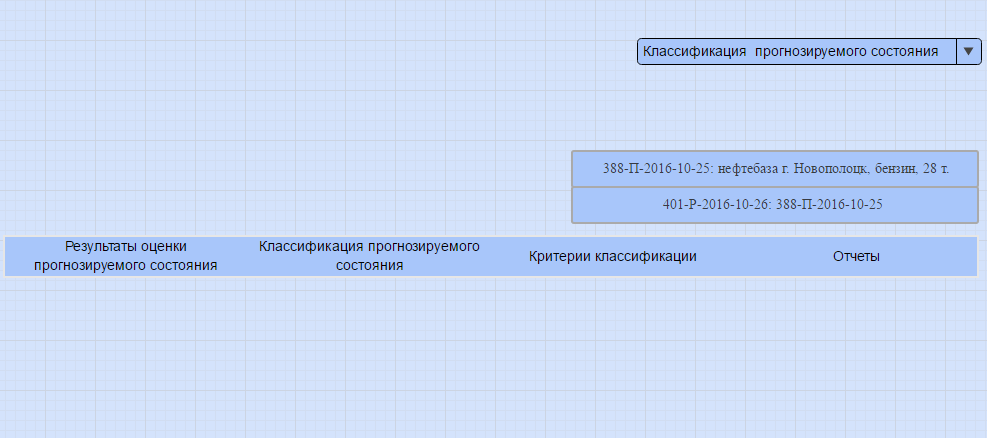 Классификация прогнозируемого состояния
388-П-2016-10-25: нефтебаза г. Новополоцк, бензин, 28 т.
401-Р-2016-10-26: 388-П-2016-10-25
Результаты оценки
прогнозируемого состояния
Классификация прогнозируемого
состояния
Критерии классификации
Отчеты